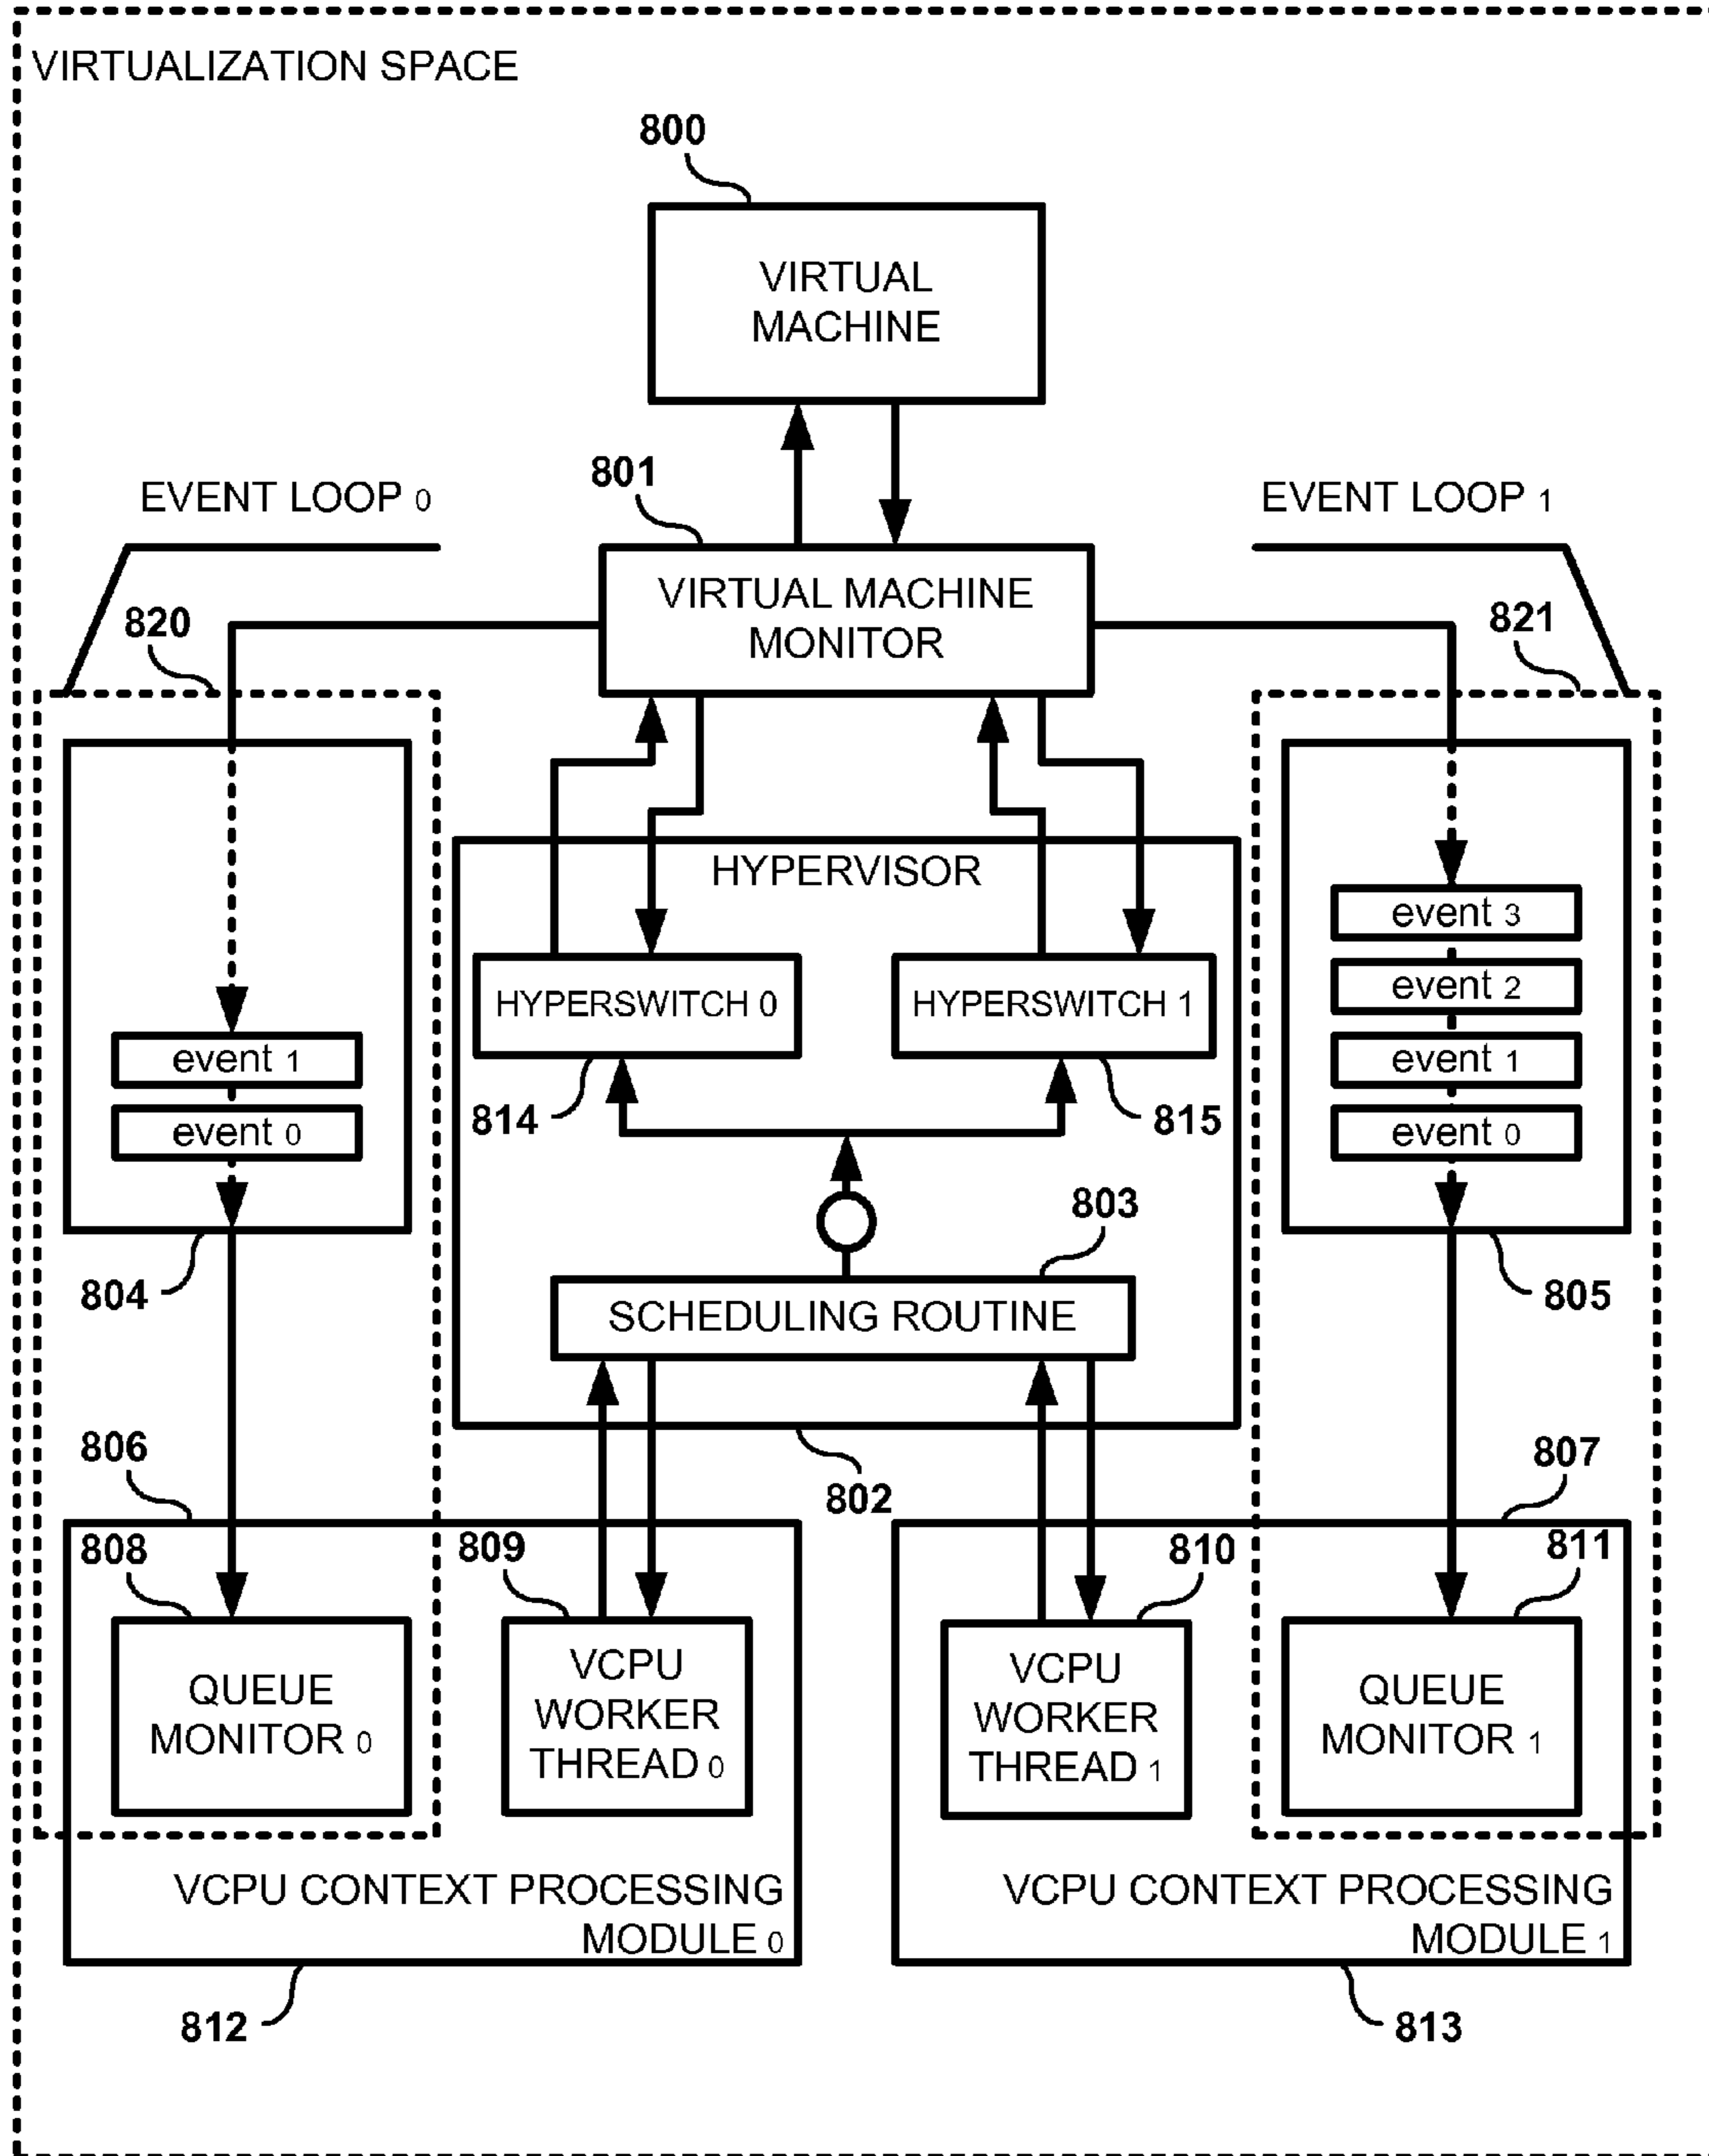 VIRTUALIZATION SPACE
800
VIRTUAL
MACHINE
801
EVENT LOOP 0
EVENT LOOP 1
VIRTUAL MACHINE
MONITOR
820
821
HYPERVISOR
event 3
event 2
event 1
event 0
HYPERSWITCH 0
HYPERSWITCH 1
event 1
event 0
814
815
803
804
SCHEDULING ROUTINE
805
806
802
807
808
809
810
811
QUEUE
MONITOR 0
VCPU
WORKER
THREAD 0
VCPU
WORKER
THREAD 1
QUEUE
MONITOR 1
VCPU CONTEXT PROCESSING
MODULE 0
VCPU CONTEXT PROCESSING
MODULE 1
812
813